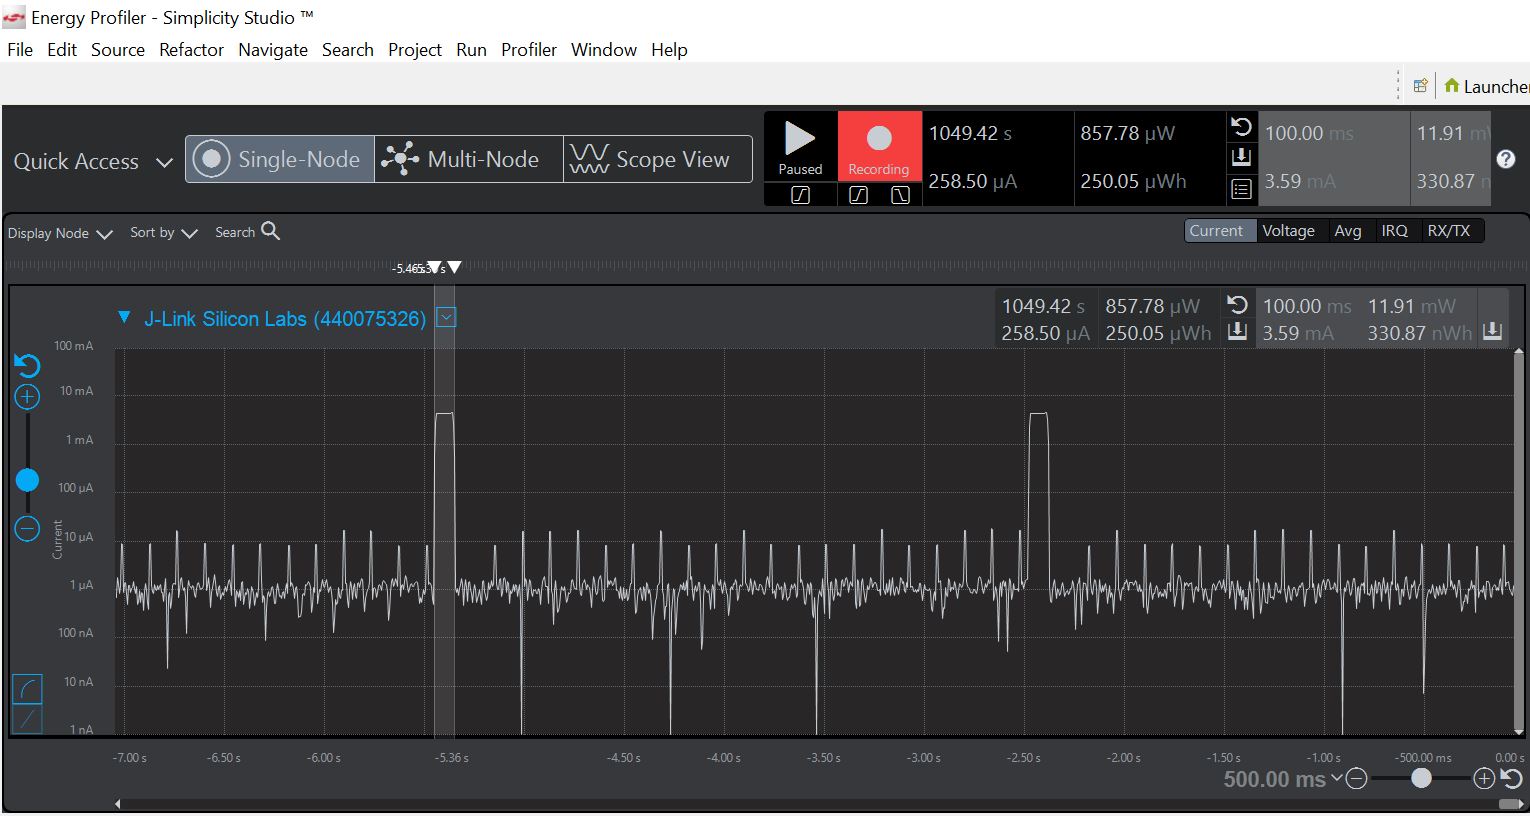 Energy Profiler - Simplicity Studio ™
File Edit Source Refactor Navigate Search Project Run Profiler Window Help
Launche
Quick Access
Single-Node
Multi-Node
Scope View
Paused
Recording
1049.42 s
857.78 µW
258.50 µA
250.05 µWh
100.00 ms
11.91 m
3.59 mA
330.87 n
Display Node
Sort by
Search
Current Voltage Avg IRQ RX/TX
J-Link Silicon Labs (440075326)
1049.42 s 857.78 µW 100.00 ms 11.91 mW
258.50 µA 250.05 µWh 3.59 mA 330.87 nWh
100 mA
10 mA
1 mA
100 µA
10 µA
1 µA
100 nA
10 nA
1 nA
Current
-7.00 s -6.50 s -6.00 s -5.36 s -4.50 s -4.00 s -3.50 s -3.00 s -2.50 s -2.00 s -1.50 s -1.00 s -500.00 ms 0.00 s
500.00 ms